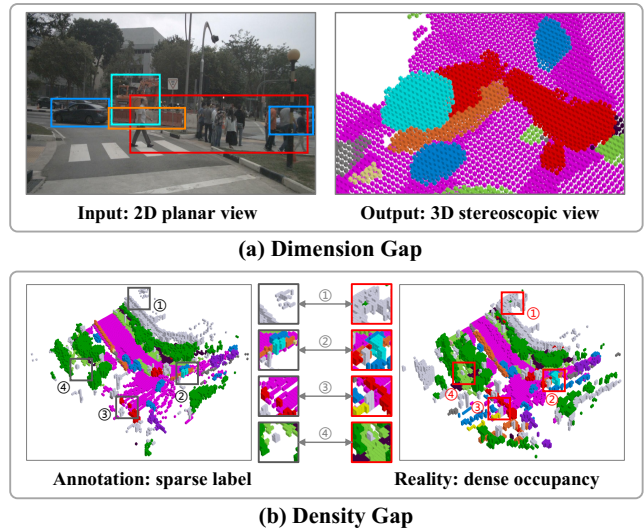 Input: 2D planar view
Output: 3D stereoscopic view
(a) Dimension Gap
①
②
③
④
①
②
③
④
①
②
③
④
Annotation: sparse label
Reality: dense occupancy
(b) Density Gap